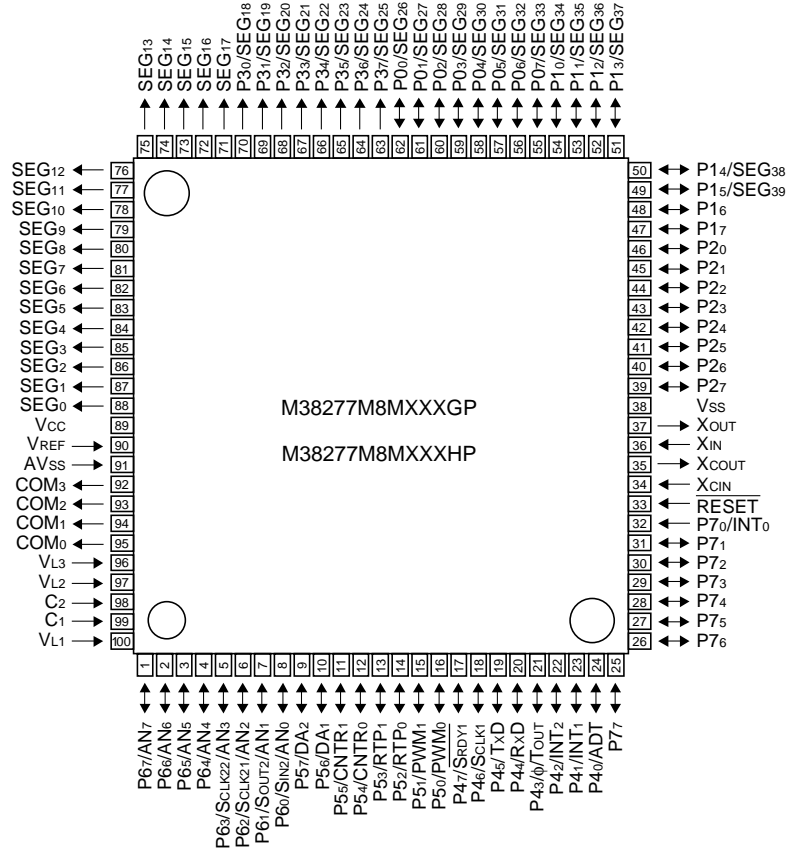 SEG13
SEG14
SEG15
SEG16
SEG17
P30/SEG18
P31/SEG19
P32/SEG20
P33/SEG21
P34/SEG22
P35/SEG23
P36/SEG24
P37/SEG25
P00/SEG26
P01/SEG27
P02/SEG28
P03/SEG29
P04/SEG30
P05/SEG31
P06/SEG32
P07/SEG33
P10/SEG34
P11/SEG35
P12/SEG36
P13/SEG37
75 74 73 72 71 70 69 68 67 66 65 64 63 62 61 60 59 58 57 56 55 54 53 52 51
SEG12 76
SEG11 77
SEG10 78
SEG9 79
SEG8 80
SEG7 81
SEG6 82
SEG5 83
SEG4 84
SEG3 85
SEG2 86
SEG1 87
SEG0 88
VCC 89
VREF 90
AVSS 91
COM3 92
COM2 93
COM1 94
COM0 95
VL3 96
VL2 97
C2 98
C1 99
VL1 100
M38277M8MXXXGP
M38277M8MXXXHP
50 P14/SEG38
49 P15/SEG39
48 P16
47 P17
46 P20
45 P21
44 P22
43 P23
42 P24
41 P25
40 P26
39 P27
38 VSS
37 XOUT
36 XIN
35 XCOUT
34 XCIN
33 RESET
32 P70/INT0
31 P71
30 P72
29 P73
28 P74
27 P75
26 P76
1 2 3 4 5 6 7 8 9 10 11 12 13 14 15 16 17 18 19 20 21 22 23 24 25
P67/AN7
P66/AN6
P65/AN5
P64/AN4
P63/SCLK22/AN3
P62/SCLK21/AN2
P61/SOUT2/AN1
P60/SIN2/AN0
P57/DA2
P56/DA1
P55/CNTR1
P54/CNTR0
P53/RTP1
P52/RTP0
P51/PWM1
P50/PWM0
P47/SRDY1
P46/SCLK1
P45/TXD
P44/RXD
P43/ϕ/TOUT
P42/INT2
P41/INT1
P40/ADT
P77